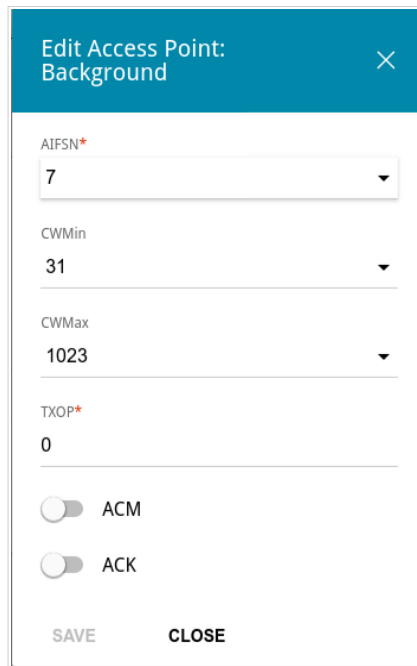 Edit Access Point:
Background
AIFSN*
7
CWMin
31
CWMax
1023
TXOP*
0
ACM
ACK
SAVE CLOSE